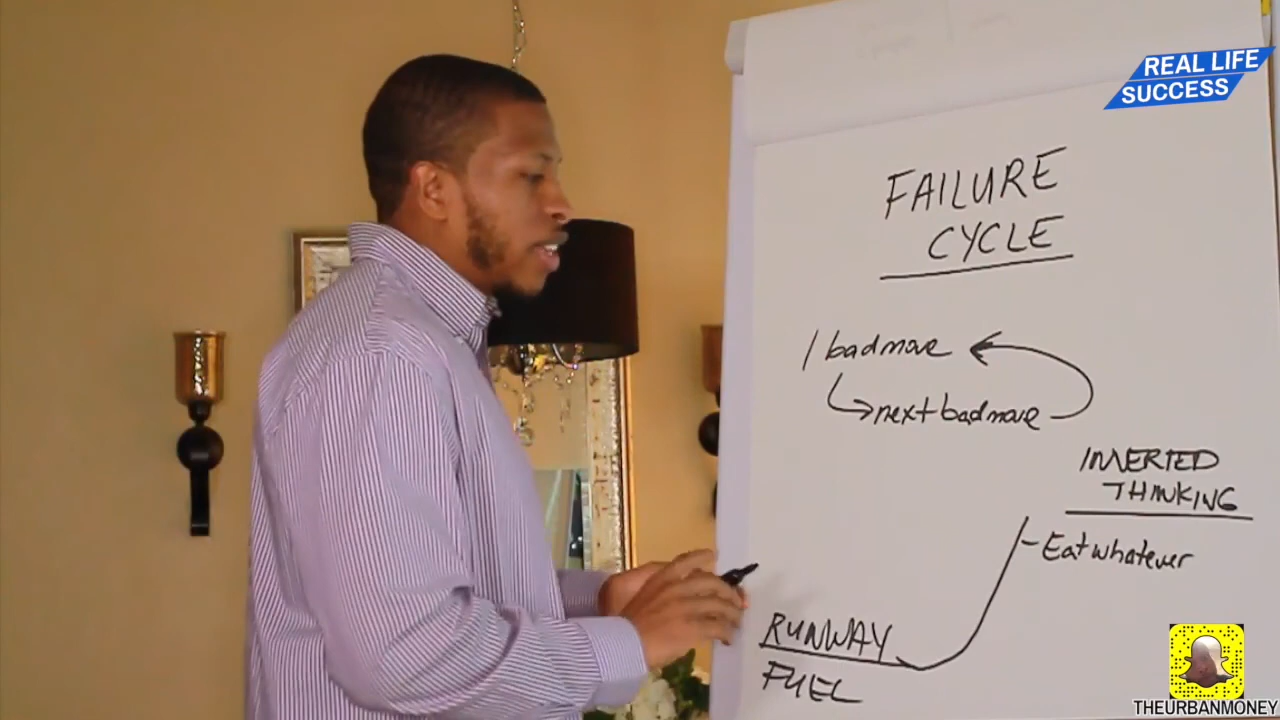 REAL LIFE
SUCCESS
FAILURE
CYCLE
1 bad move
next bad move
INVERTED
THINKING
- Eat whatever
RUNWAY
FUEL
THEURBANMONEY